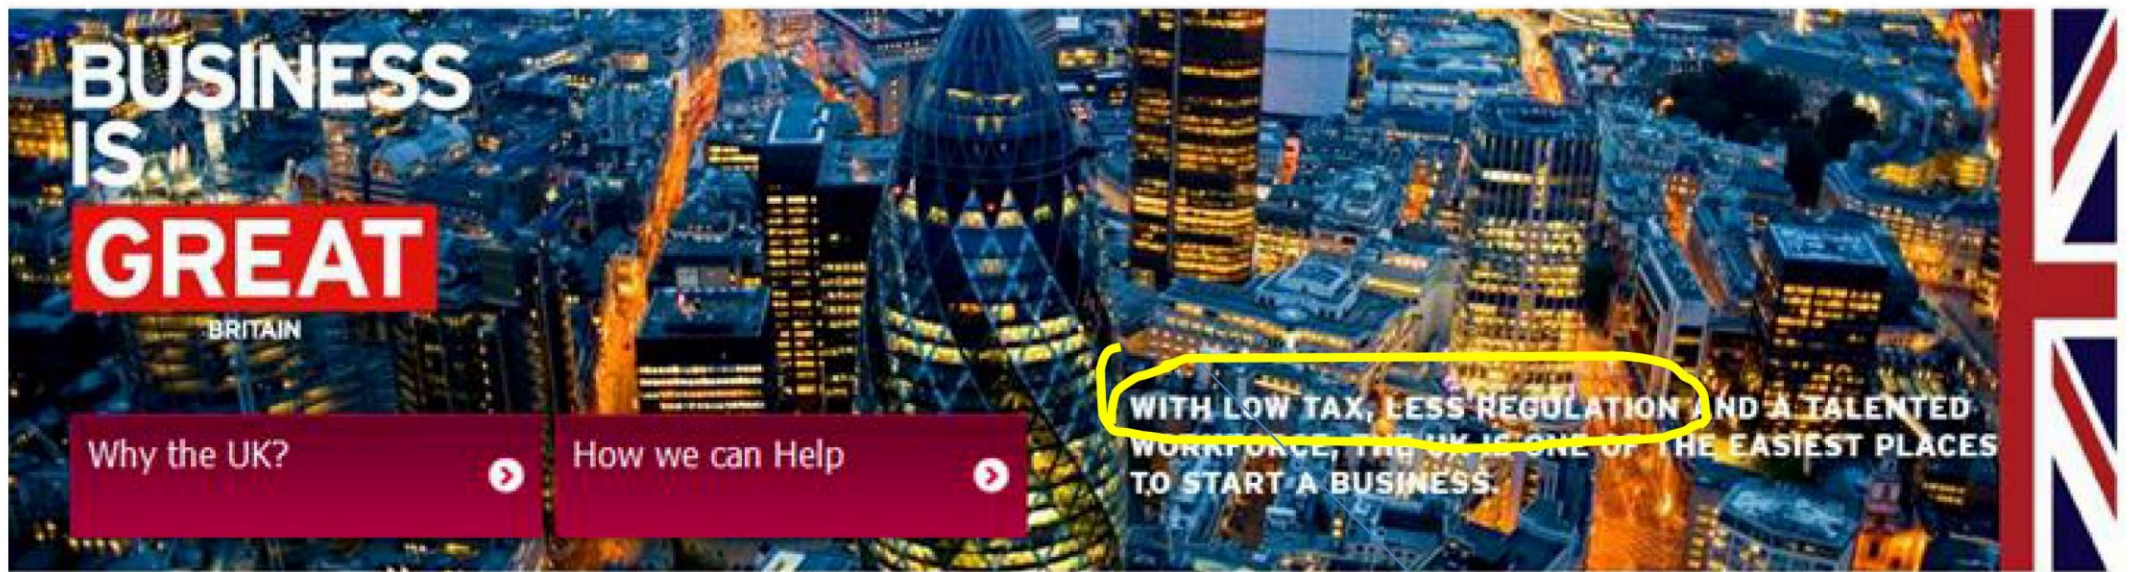 BUSINESS
IS
GREAT
BRITAIN
Why the UK?
How we can Help
WITH LOW TAX, LESS REGULATION AND A TALENTED
WORKFORCE, THE UK IS ONE OF THE EASIEST PLACES
TO START A BUSINESS.